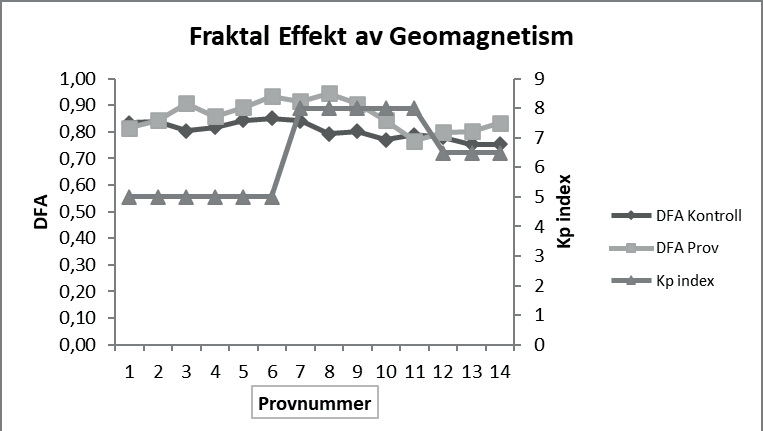 Fraktal Effekt av Geomagnetism
1,00
0,90
0,80
0,70
0,60
0,50
0,40
0,30
0,20
0,10
0,00
DFA
9
8
7
6
5
4
3
2
1
0
Kp index
1 2 3 4 5 6 7 8 9 10 11 12 13 14
Provnummer
DFA Kontroll
DFA Prov
Kp index